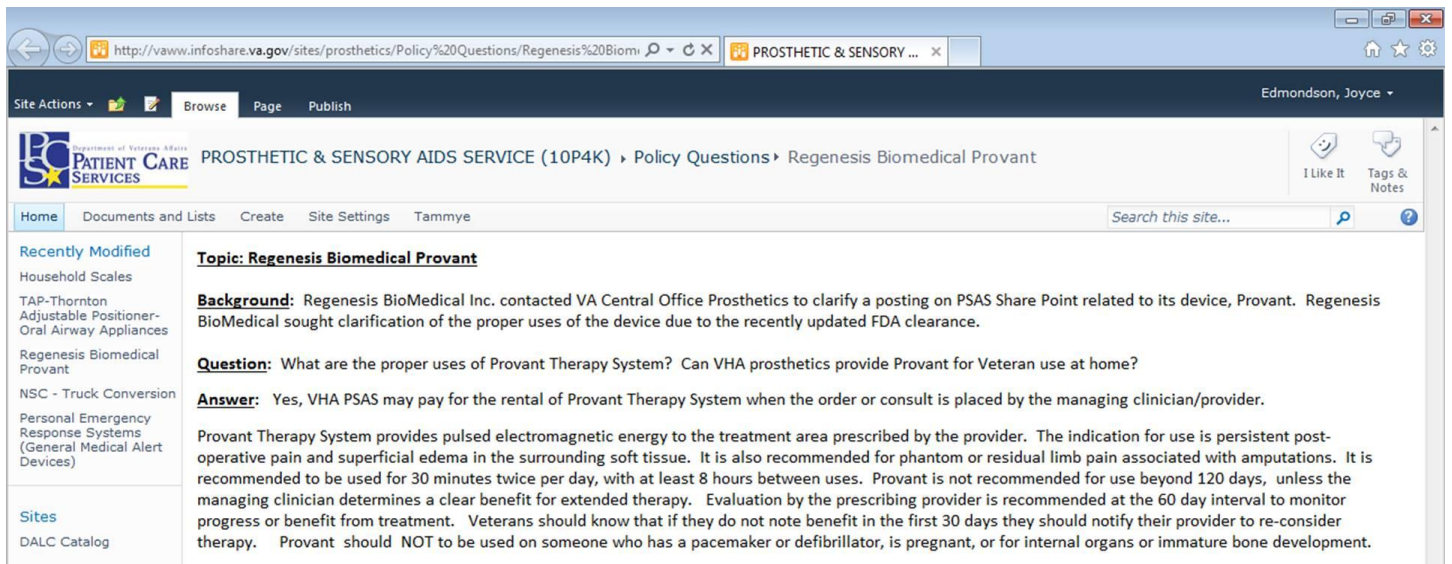 http://vaww.infoshare.va.gov/sites/prosthetics/Policy%20Questions/Regenesis%20Biom
PROSTHETIC & SENSORY ...
Site Actions
Browse
Page
Publish
Edmondson, Joyce
Department of Veterans Affairs
PATIENT CARE
SERVICES
PROSTHETIC & SENSORY AIDS SERVICE (10P4K) › Policy Questions › Regenesis Biomedical Provant
I Like It
Tags &
Notes
Home
Documents and Lists
Create
Site Settings
Tammye
Search this site...
Recently Modified
Household Scales
TAP-Thornton
Adjustable Positioner-
Oral Airway Appliances
Regenesis Biomedical
Provant
NSC - Truck Conversion
Personal Emergency
Response Systems
(General Medical Alert
Devices)
Sites
DALC Catalog
Topic: Regenesis Biomedical Provant
Background: Regenesis BioMedical Inc. contacted VA Central Office Prosthetics to clarify a posting on PSAS Share Point related to its device, Provant. Regenesis
BioMedical sought clarification of the proper uses of the device due to the recently updated FDA clearance.
Question: What are the proper uses of Provant Therapy System? Can VHA prosthetics provide Provant for Veteran use at home?
Answer: Yes, VHA PSAS may pay for the rental of Provant Therapy System when the order or consult is placed by the managing clinician/provider.
Provant Therapy System provides pulsed electromagnetic energy to the treatment area prescribed by the provider. The indication for use is persistent post-
operative pain and superficial edema in the surrounding soft tissue. It is also recommended for phantom or residual limb pain associated with amputations. It is
recommended to be used for 30 minutes twice per day, with at least 8 hours between uses. Provant is not recommended for use beyond 120 days, unless the
managing clinician determines a clear benefit for extended therapy. Evaluation by the prescribing provider is recommended at the 60 day interval to monitor
progress or benefit from treatment. Veterans should know that if they do not note benefit in the first 30 days they should notify their provider to re-consider
therapy. Provant should NOT to be used on someone who has a pacemaker or defibrillator, is pregnant, or for internal organs or immature bone development.